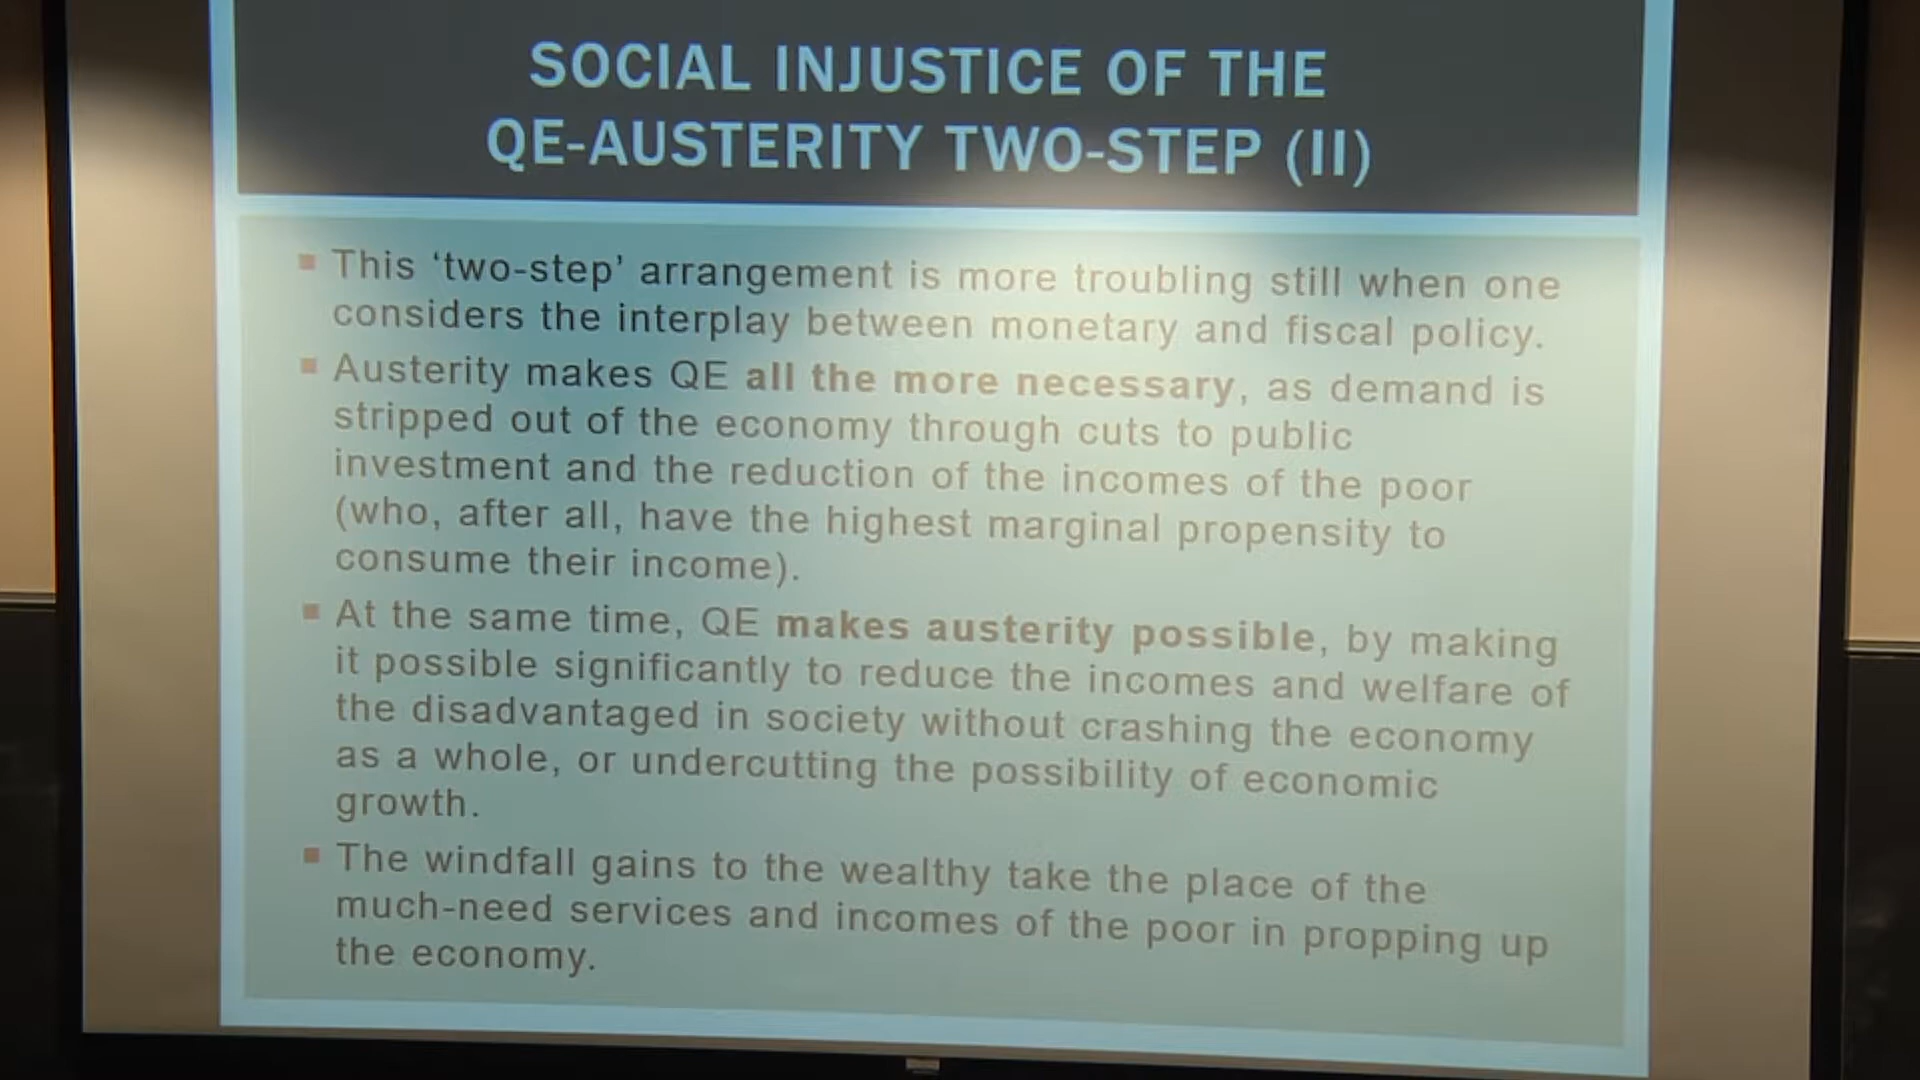 SOCIAL INJUSTICE OF THE
QE-AUSTERITY TWO-STEP (II)
This ‘two-step’ arrangement is more troubling still when one
considers the interplay between monetary and fiscal policy.
Austerity makes QE all the more necessary, as demand is
stripped out of the economy through cuts to public
investment and the reduction of the incomes of the poor
(who, after all, have the highest marginal propensity to
consume their income).
At the same time, QE makes austerity possible, by making
it possible significantly to reduce the incomes and welfare of
the disadvantaged in society without crashing the economy
as a whole, or undercutting the possibility of economic
growth.
The windfall gains to the wealthy take the place of the
much-need services and incomes of the poor in propping up
the economy.